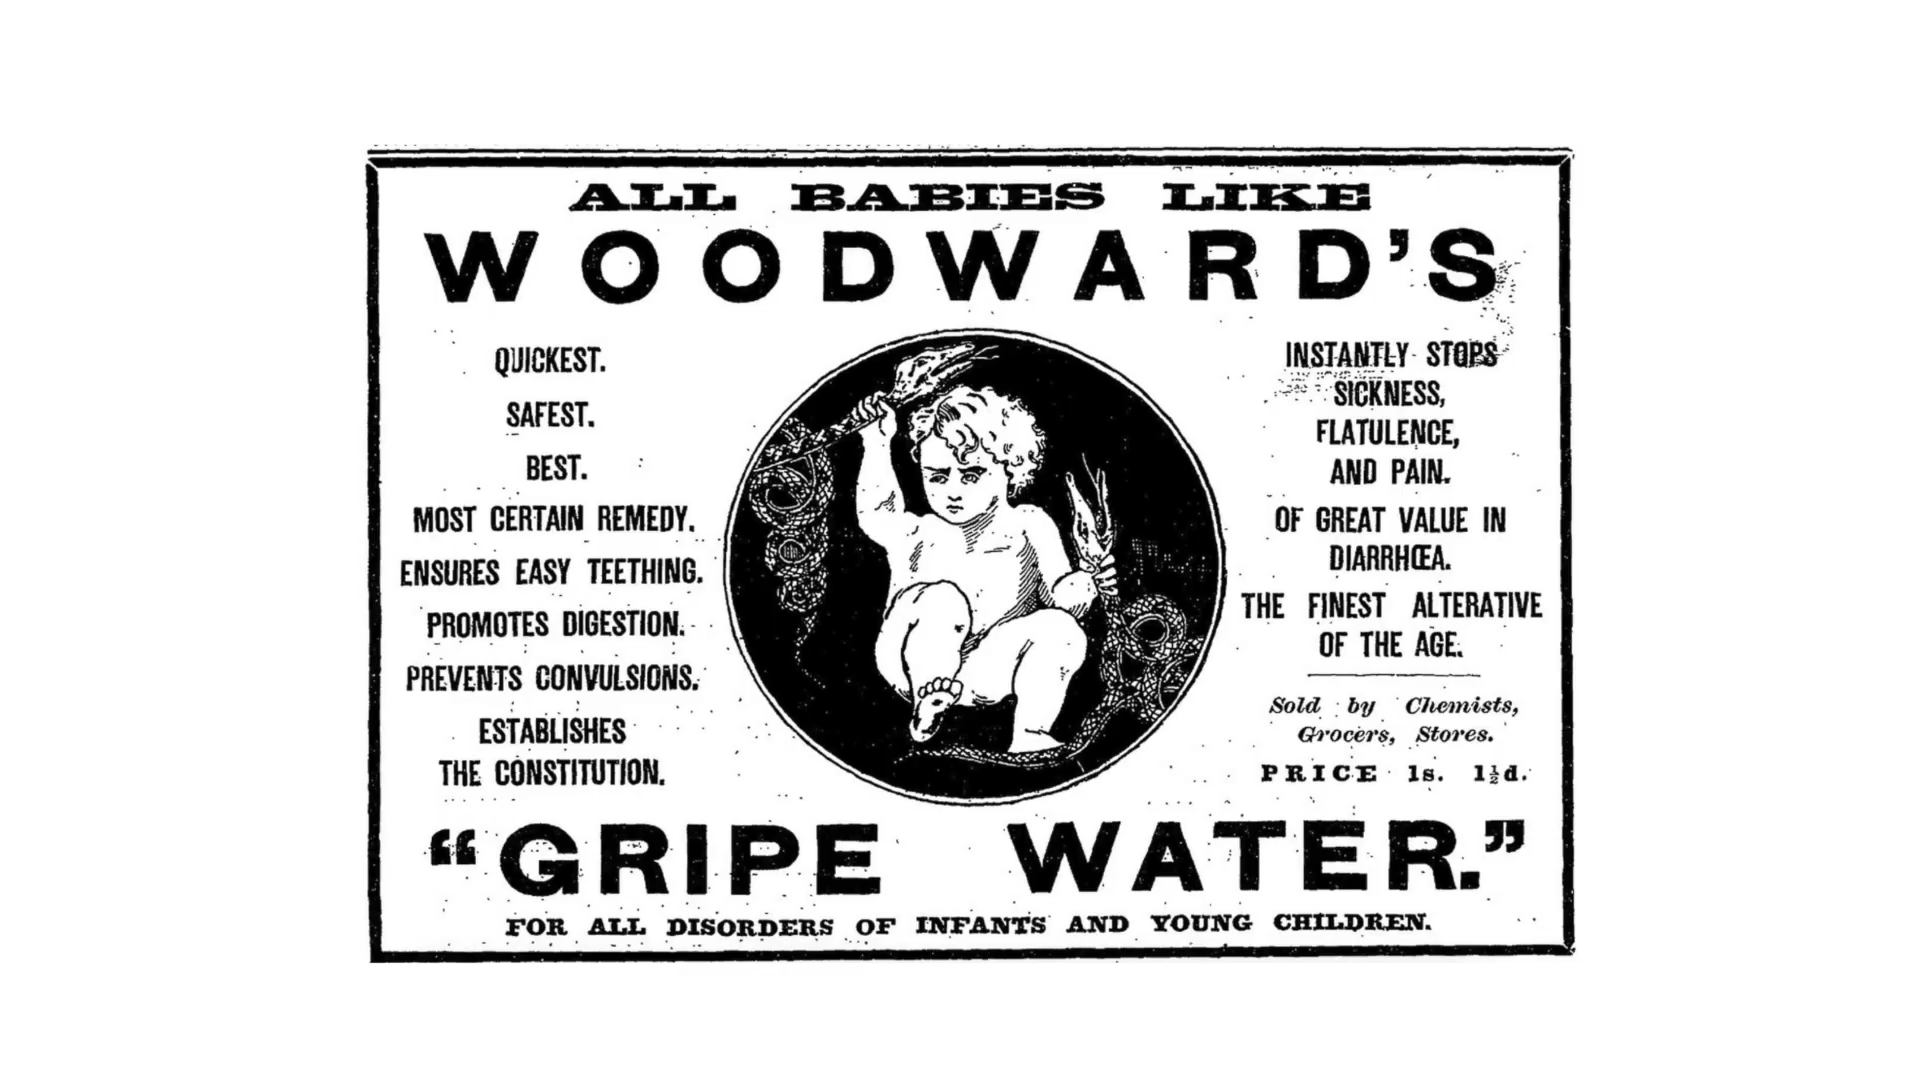 ALL BABIES LIKE
WOODWARD'S
QUICKEST.
SAFEST.
BEST.
MOST CERTAIN REMEDY.
ENSURES EASY TEETHING.
PROMOTES DIGESTION.
PREVENTS CONVULSIONS.
ESTABLISHES
THE CONSTITUTION.
INSTANTLY STOPS
SICKNESS,
FLATULENCE,
AND PAIN.
OF GREAT VALUE IN
DIARRHŒA.
THE FINEST ALTERATIVE
OF THE AGE.
Sold by Chemists,
Grocers, Stores.
PRICE 1s. 1½d.
“GRIPE WATER.”
FOR ALL DISORDERS OF INFANTS AND YOUNG CHILDREN.